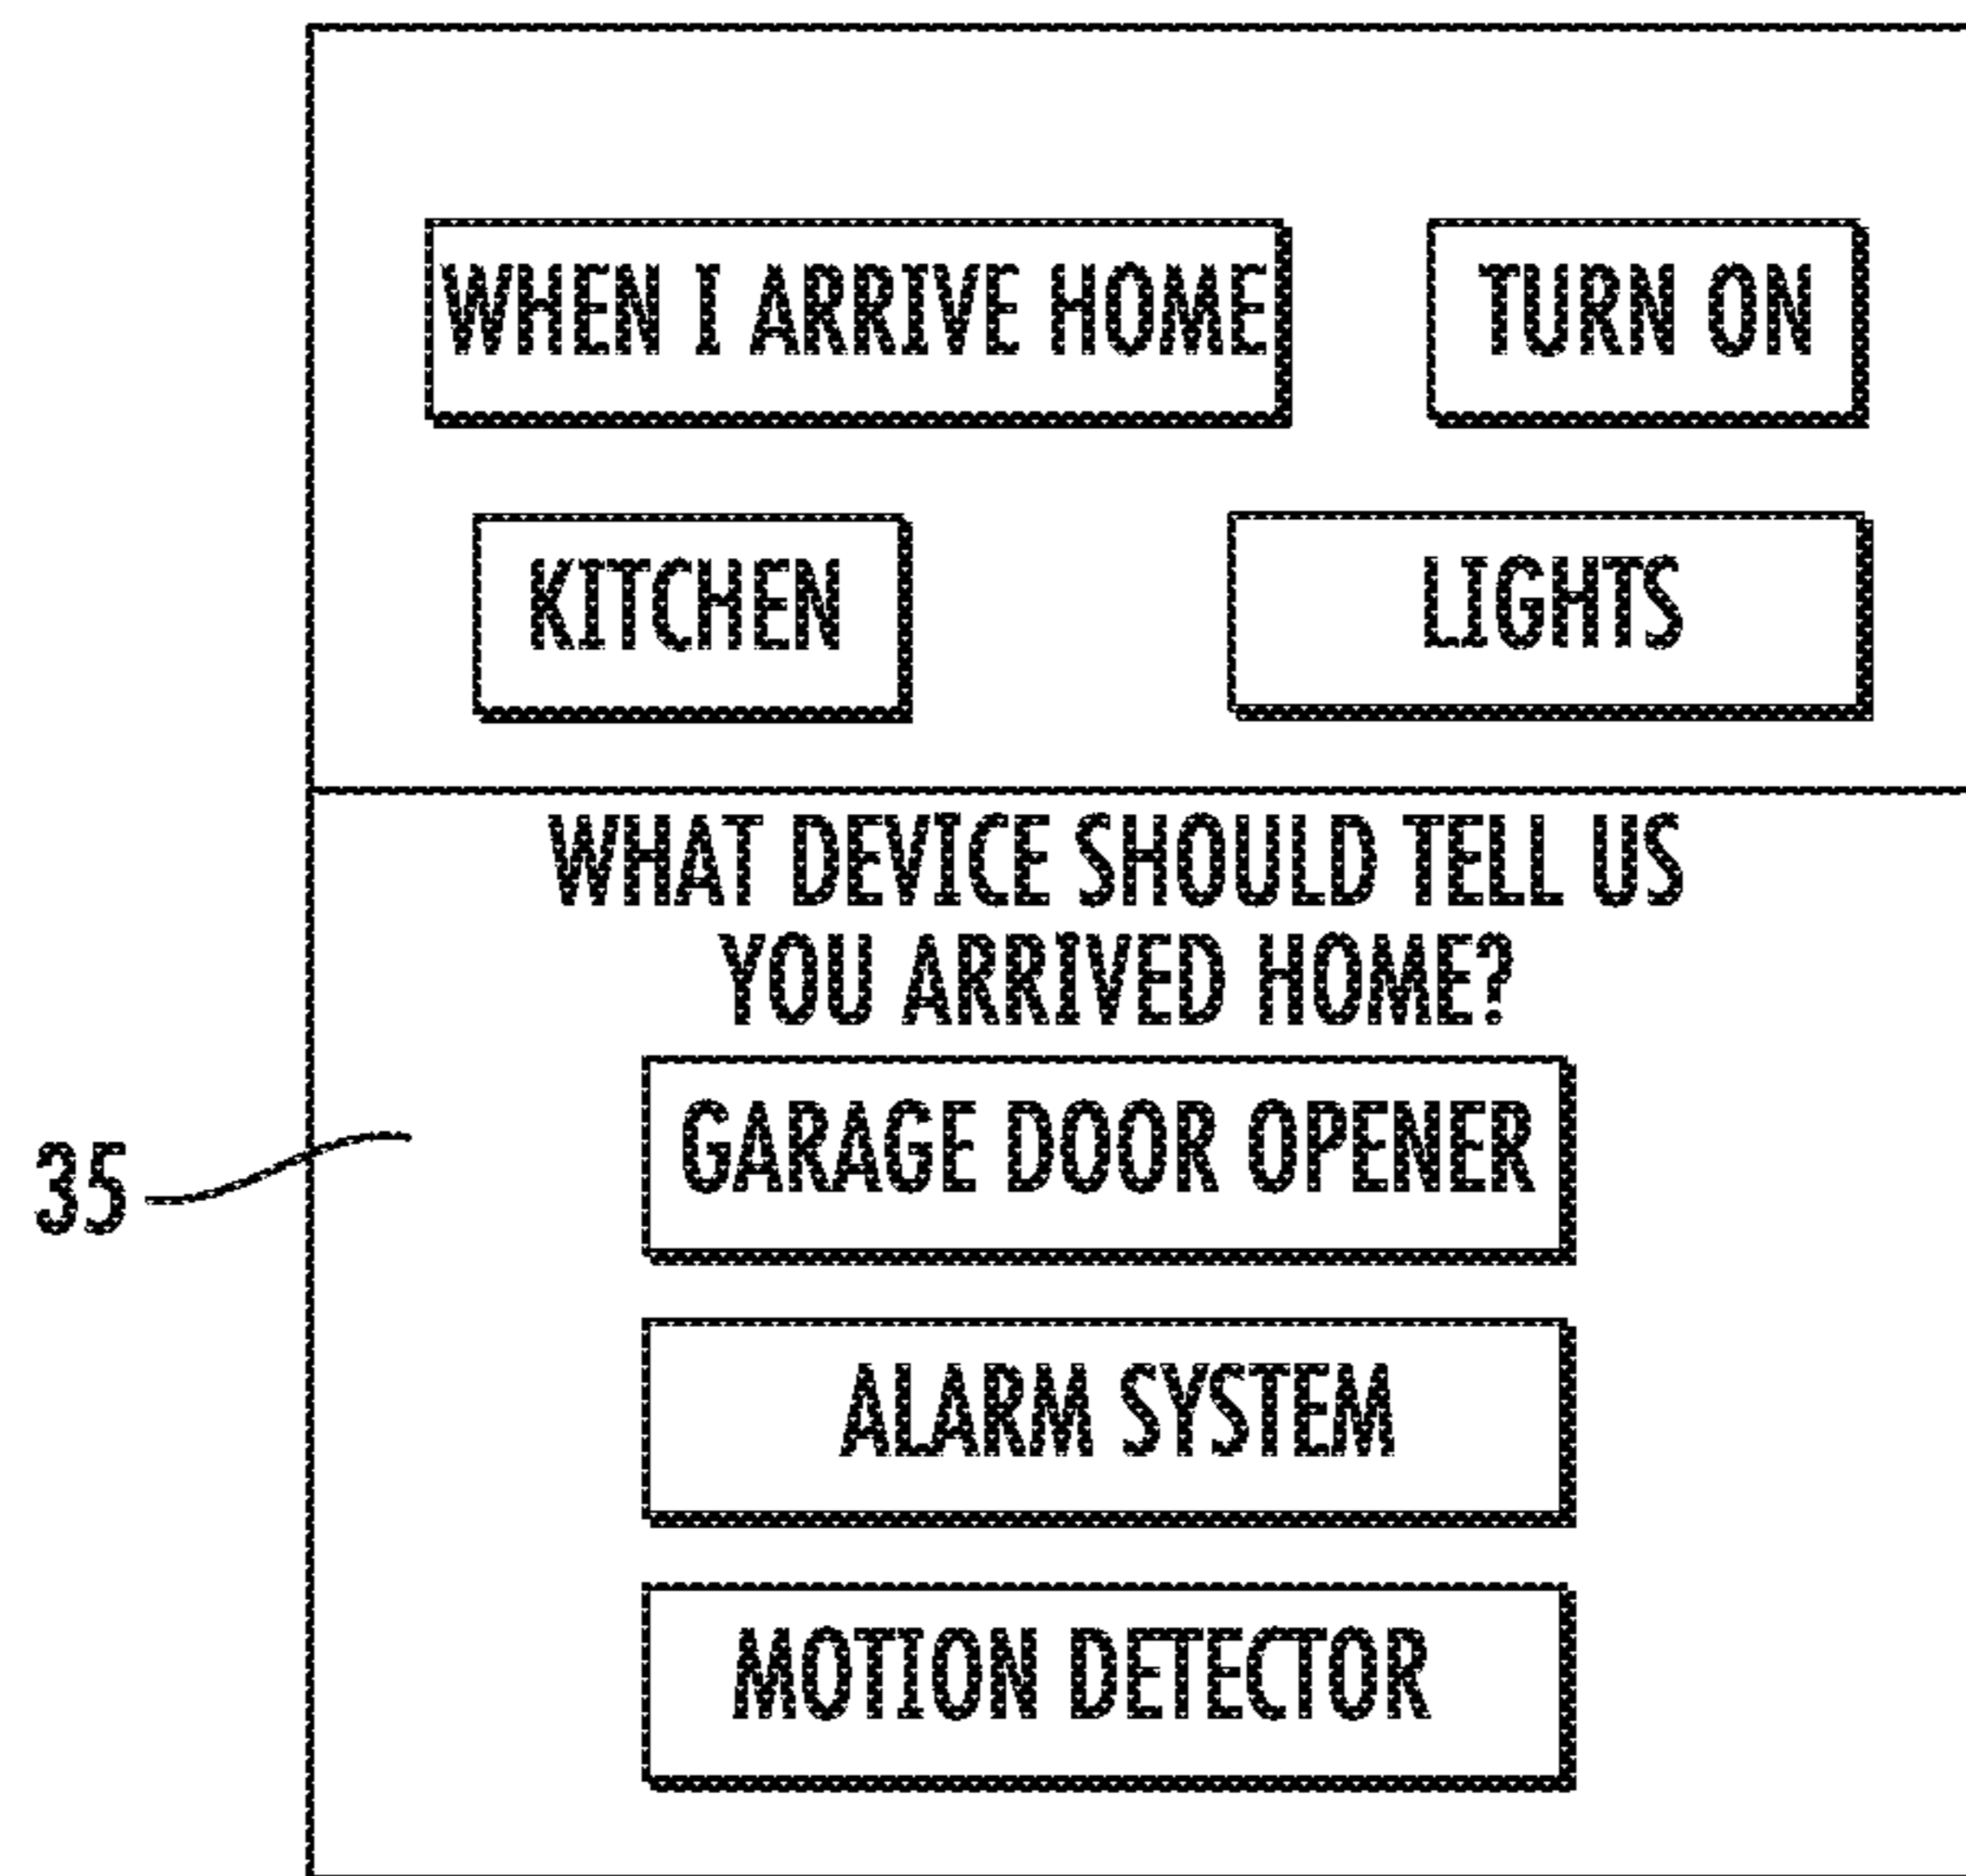 WHEN I ARRIVE HOME TURN ON
KITCHEN LIGHTS
WHAT DEVICE SHOULD TELL US
YOU ARRIVED HOME?
GARAGE DOOR OPENER
35
ALARM SYSTEM
MOTION DETECTOR